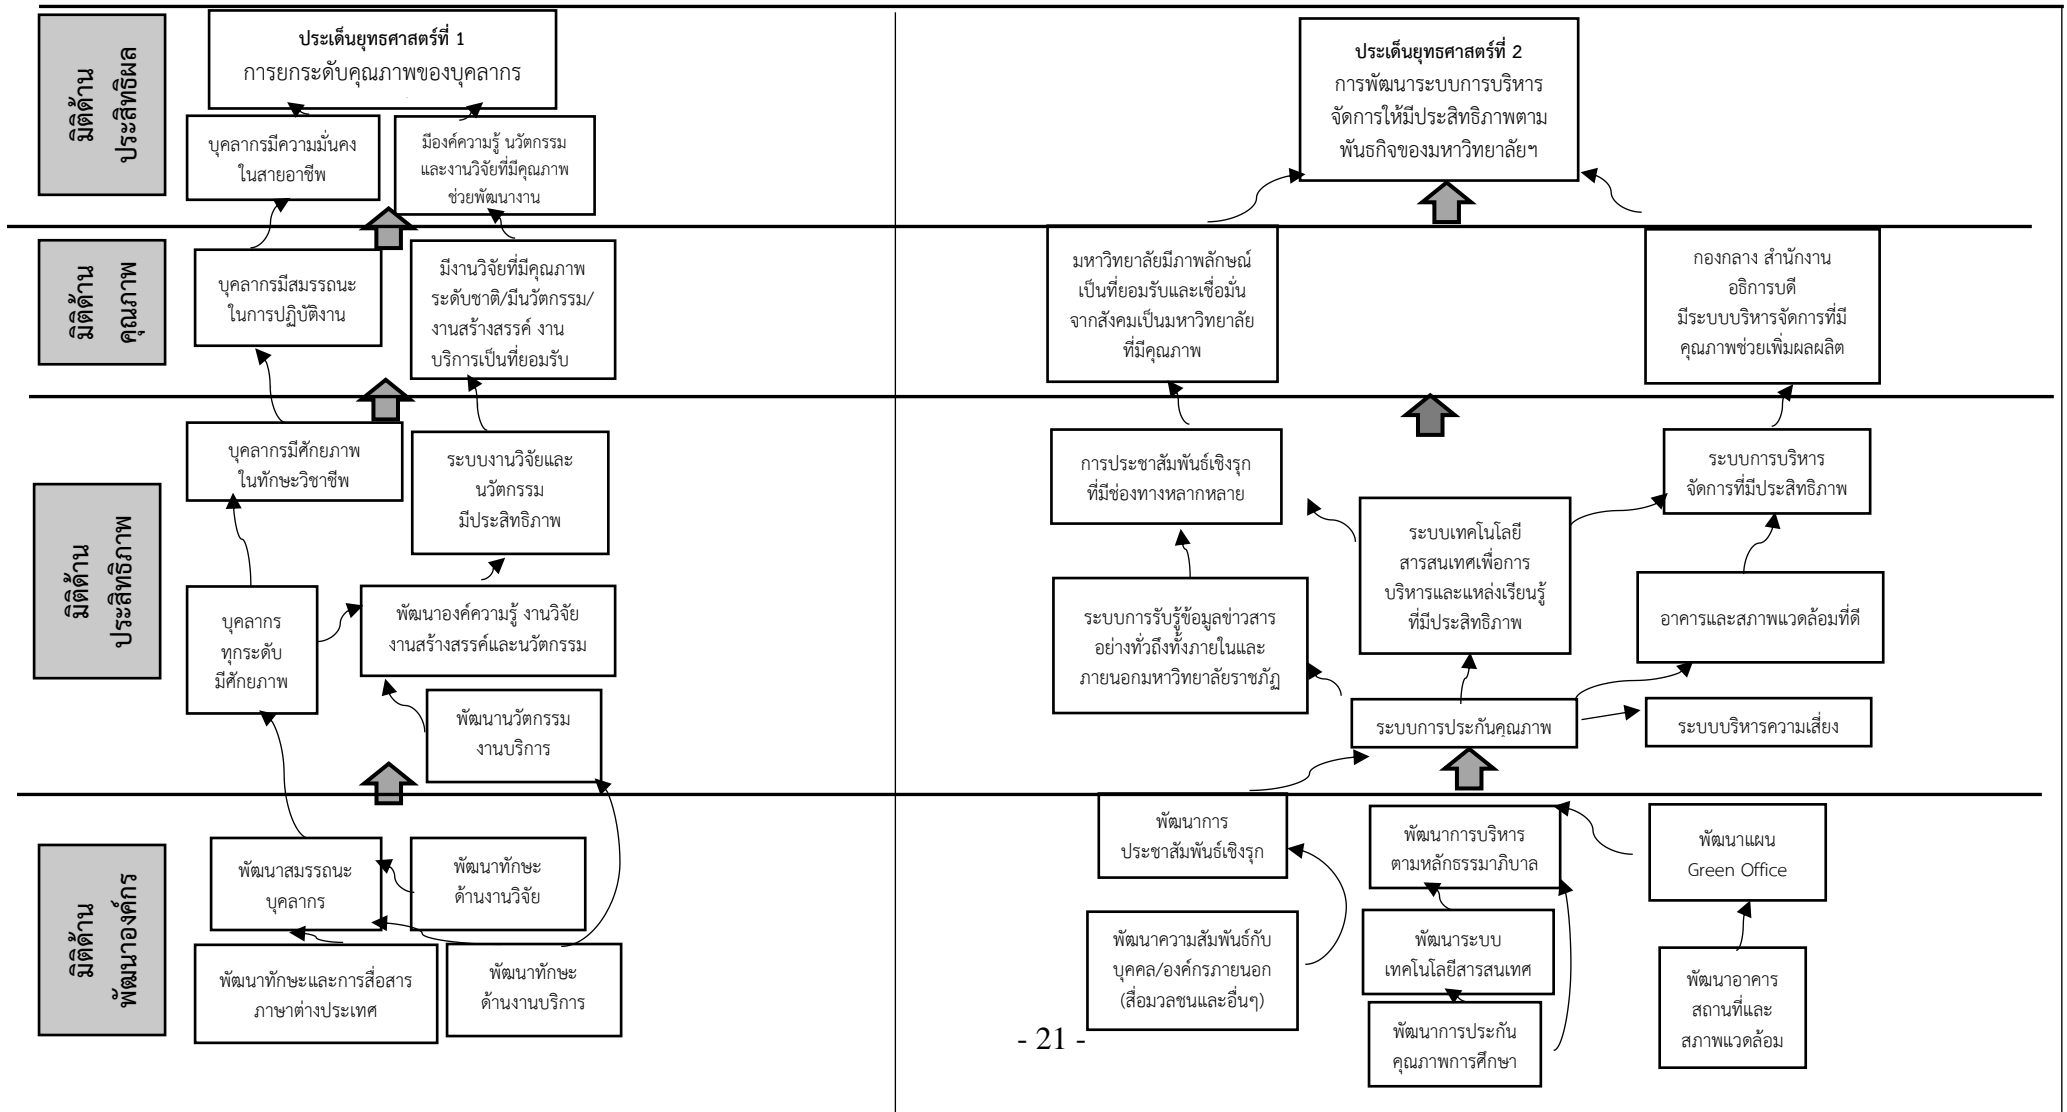 มิติด้าน
ประสิทธิผล
ประเด็นยุทธศาสตร์ที่ 1
การยกระดับคุณภาพของบุคลากร
บุคลากรมีความมั่นคง
ในสายอาชีพ
มีองค์ความรู้ นวัตกรรม
และงานวิจัยที่มีคุณภาพ
ช่วยพัฒนางาน
ประเด็นยุทธศาสตร์ที่ 2
การพัฒนาระบบการบริหาร
จัดการให้มีประสิทธิภาพตาม
พันธกิจของมหาวิทยาลัยฯ
มิติด้าน
คุณภาพ
บุคลากรมีสมรรถนะ
ในการปฏิบัติงาน
มีงานวิจัยที่มีคุณภาพ
ระดับชาติ/มีนวัตกรรม/
งานสร้างสรรค์ งาน
บริการเป็นที่ยอมรับ
มหาวิทยาลัยมีภาพลักษณ์
เป็นที่ยอมรับและเชื่อมั่น
จากสังคมเป็นมหาวิทยาลัย
ที่มีคุณภาพ
กองกลาง สำนักงาน
อธิการบดี
มีระบบบริหารจัดการที่มี
คุณภาพช่วยเพิ่มผลผลิต
มิติด้าน
ประสิทธิภาพ
บุคลากรมีศักยภาพ
ในทักษะวิชาชีพ
ระบบงานวิจัยและ
นวัตกรรม
มีประสิทธิภาพ
บุคลากร
ทุกระดับ
มีศักยภาพ
พัฒนาองค์ความรู้ งานวิจัย
งานสร้างสรรค์และนวัตกรรม
พัฒนานวัตกรรม
งานบริการ
การประชาสัมพันธ์เชิงรุก
ที่มีช่องทางหลากหลาย
ระบบเทคโนโลยี
สารสนเทศเพื่อการ
บริหารและแหล่งเรียนรู้
ที่มีประสิทธิภาพ
ระบบการบริหาร
จัดการที่มีประสิทธิภาพ
ระบบการรับรู้ข้อมูลข่าวสาร
อย่างทั่วถึงทั้งภายในและ
ภายนอกมหาวิทยาลัยราชภัฏ
อาคารและสภาพแวดล้อมที่ดี
ระบบการประกันคุณภาพ
ระบบบริหารความเสี่ยง
มิติด้าน
พัฒนาองค์กร
พัฒนาสมรรถนะ
บุคลากร
พัฒนาทักษะ
ด้านงานวิจัย
พัฒนาทักษะและการสื่อสาร
ภาษาต่างประเทศ
พัฒนาทักษะ
ด้านงานบริการ
พัฒนาการ
ประชาสัมพันธ์เชิงรุก
พัฒนาการบริหาร
ตามหลักธรรมาภิบาล
พัฒนาแผน
Green Office
พัฒนาความสัมพันธ์กับ
บุคคล/องค์กรภายนอก
(สื่อมวลชนและอื่นๆ)
พัฒนาระบบ
เทคโนโลยีสารสนเทศ
พัฒนาอาคาร
สถานที่และ
สภาพแวดล้อม
พัฒนาการประกัน
คุณภาพการศึกษา
- 21 -